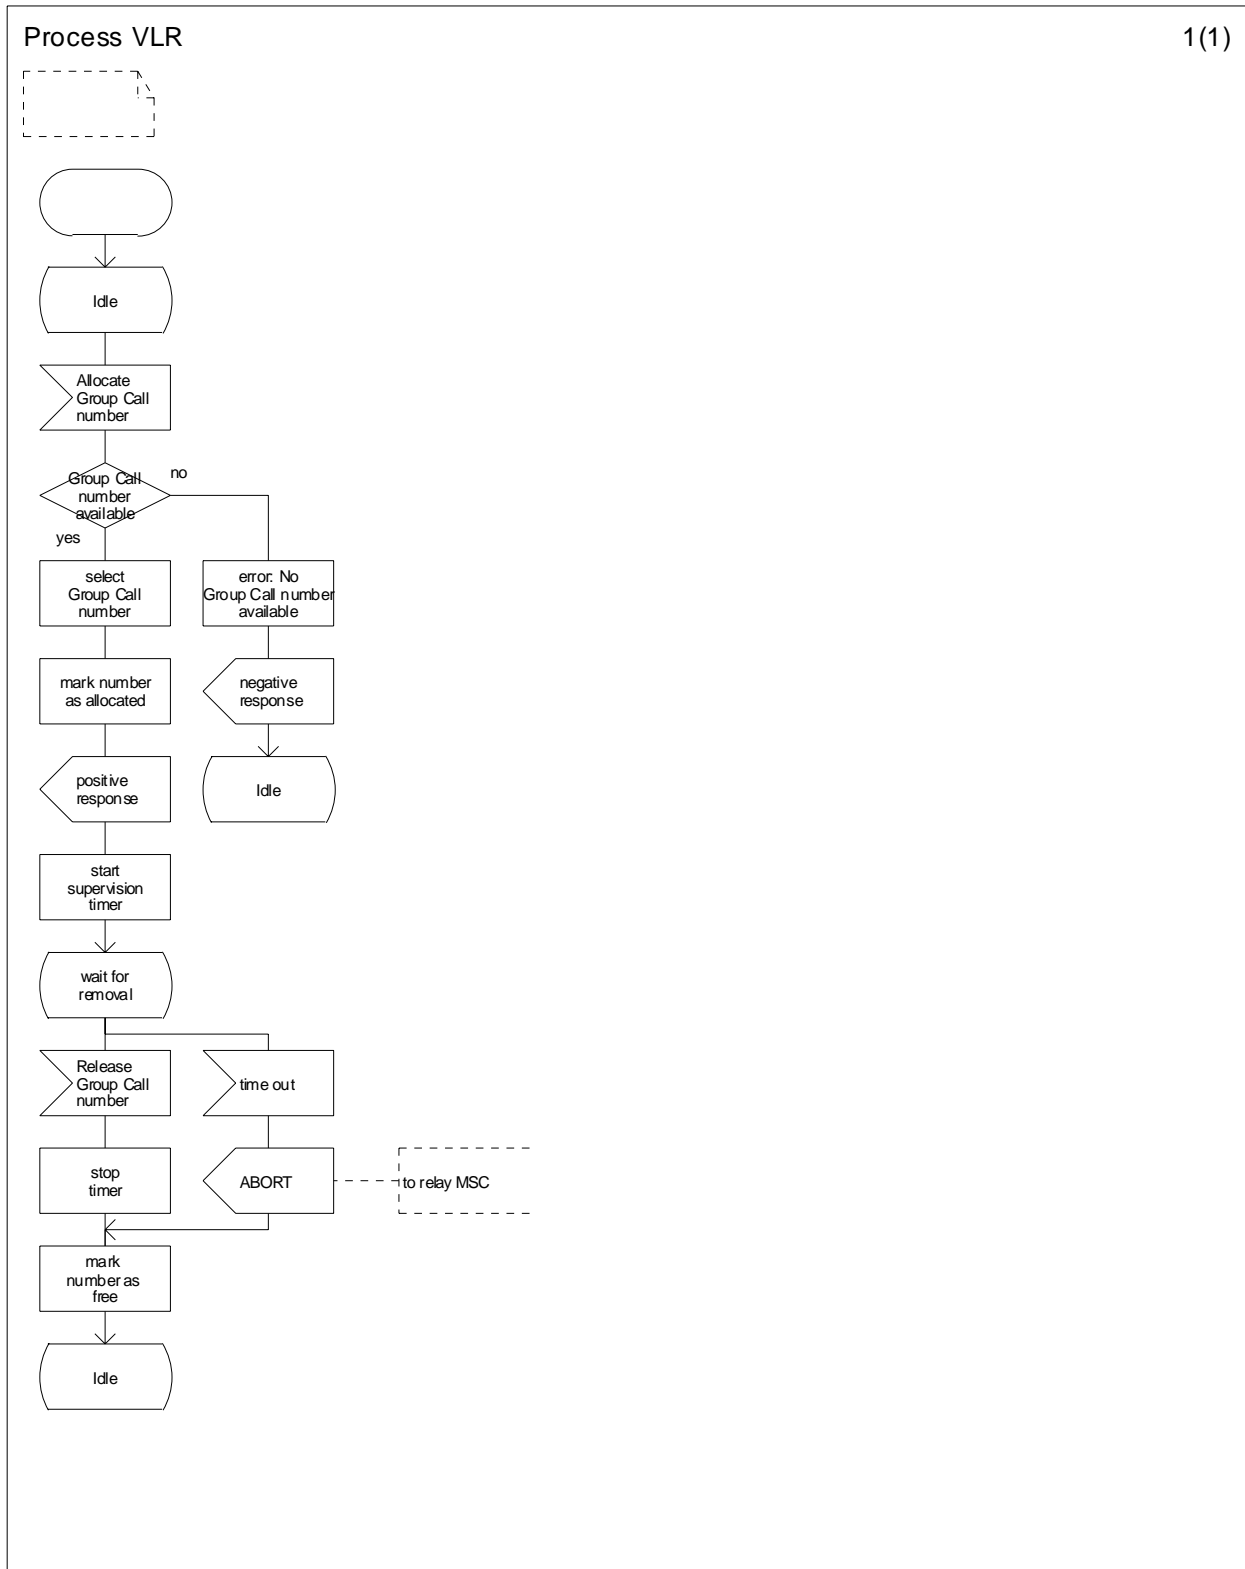 Process VLR
1(1)
Idle
Allocate
Group Call
number
Group Call
number
available
no
yes
select
Group Call
number
error: No
Group Call number
available
mark number
as allocated
negative
response
positive
response
Idle
start
supervision
timer
wait for
removal
Release
Group Call
number
time out
stop
timer
ABORT
to relay MSC
mark
number as
free
Idle